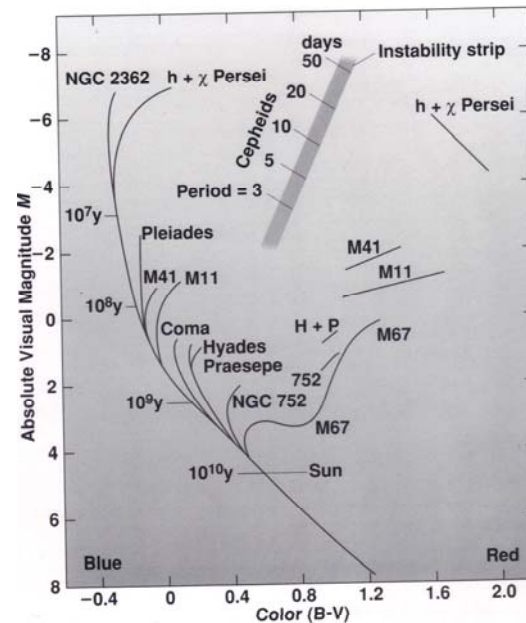 -8
-6
-4
-2
0
2
4
6
8
Absolute Visual Magnitude M
NGC 2362
h + χ Persei
days
50
20
10
5
Period = 3
Cepheids
Instability strip
h + χ Persei
10⁷y
Pleiades
M41
M11
10⁸y
M41
M11
Coma
H + P
M67
Hyades
Praesepe
752
10⁹y
NGC 752
M67
10¹⁰y
Sun
Blue
Red
-0.4
0
0.4
0.8
1.2
1.6
2.0
Color (B-V)